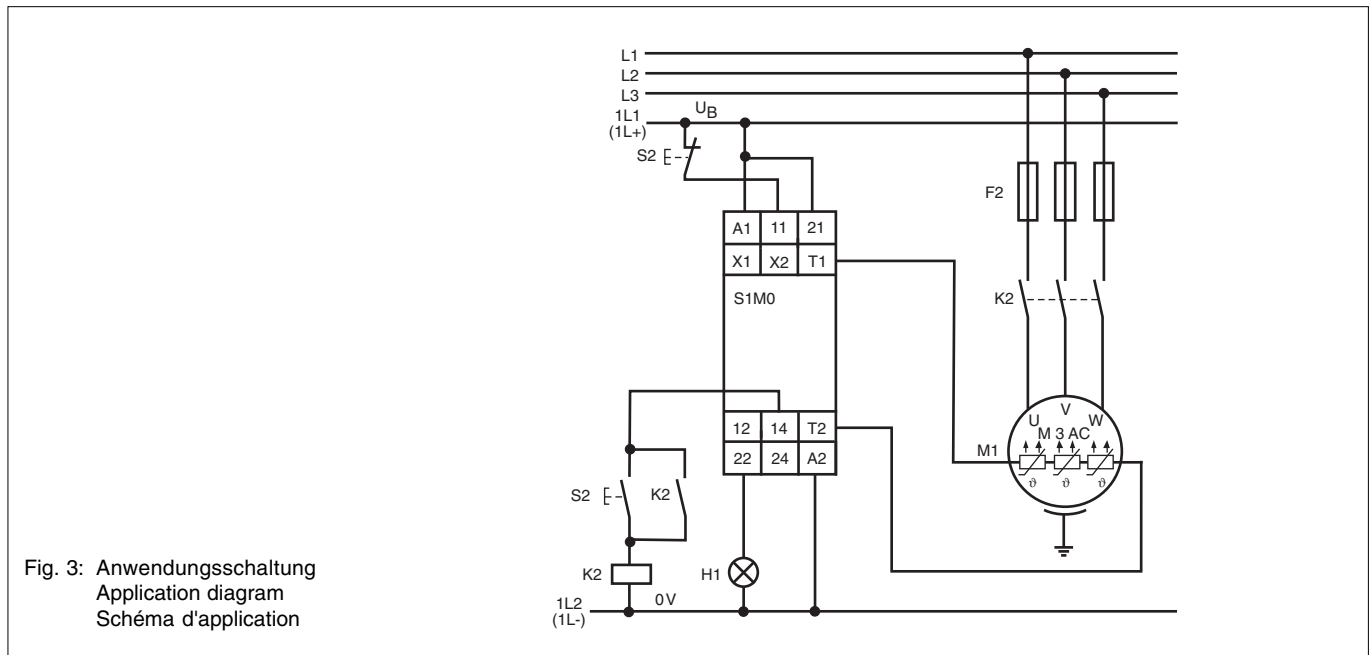 L1
L2
L3
1L1
(1L+)
U_B
S2
F2
A1 11 21
X1 X2 T1
S1M0
K2
12 14 T2
22 24 A2
U V W
M 3 AC
M1
ϑ ϑ ϑ
S2
K2
K2
H1
1L2
(1L-)
0 V
Fig. 3: Anwendungsschaltung
Application diagram
Schéma d'application